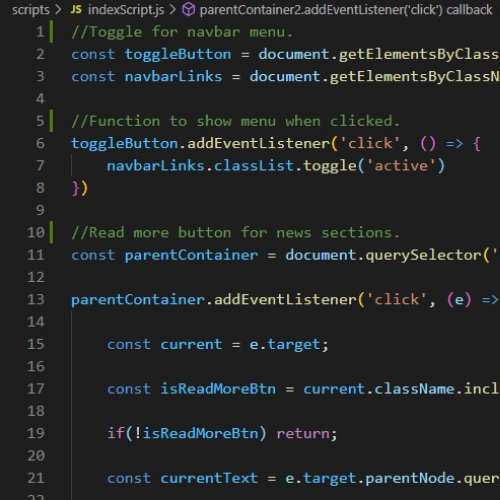 scripts > JS indexScript.js > parentContainer2.addEventListener('click') callback
1 //Toggle for navbar menu.
2 const toggleButton = document.getElementsByClass
3 const navbarLinks = document.getElementsByClassN
4
5 //Function to show menu when clicked.
6 toggleButton.addEventListener('click', () => {
7 navbarLinks.classList.toggle('active')
8 })
9
10 //Read more button for news sections.
11 const parentContainer = document.querySelector('
12
13 parentContainer.addEventListener('click', (e) =>
14
15 const current = e.target;
16
17 const isReadMoreBtn = current.className.incl
18
19 if(!isReadMoreBtn) return;
20
21 const currentText = e.target.parentNode.quer